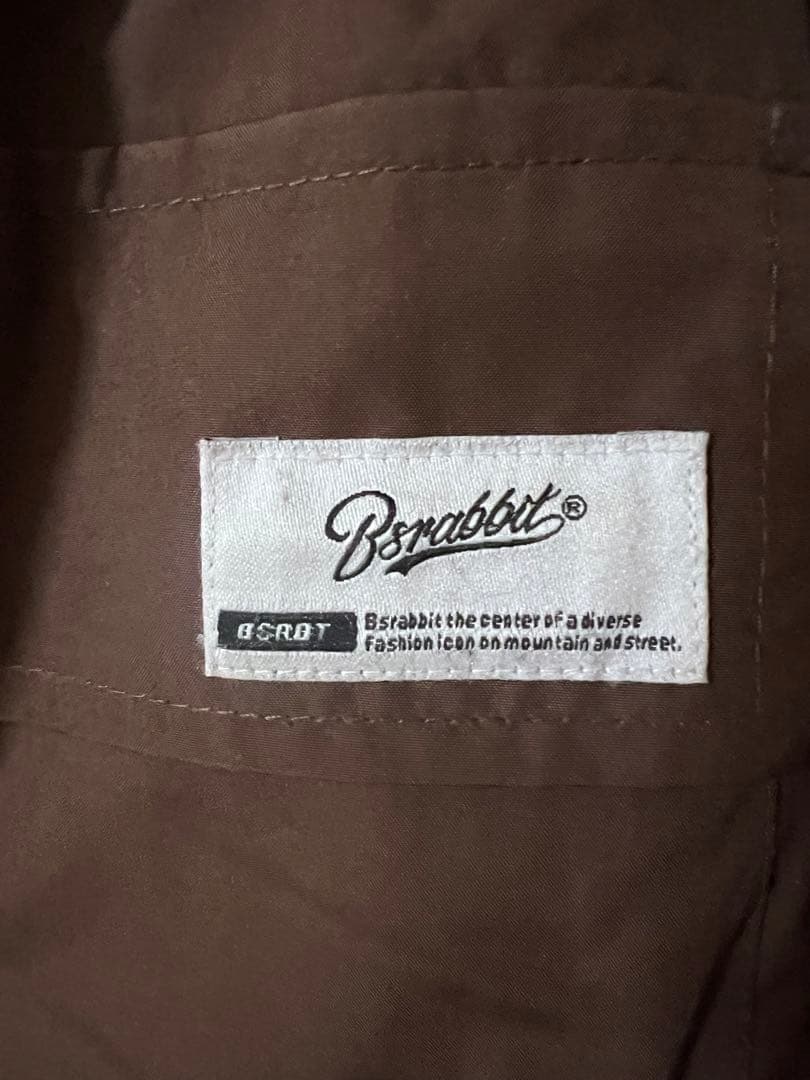 Bsrabbit®
BSRBT
Bsrabbit the center of a diverse
Fashion icon on mountain and street.